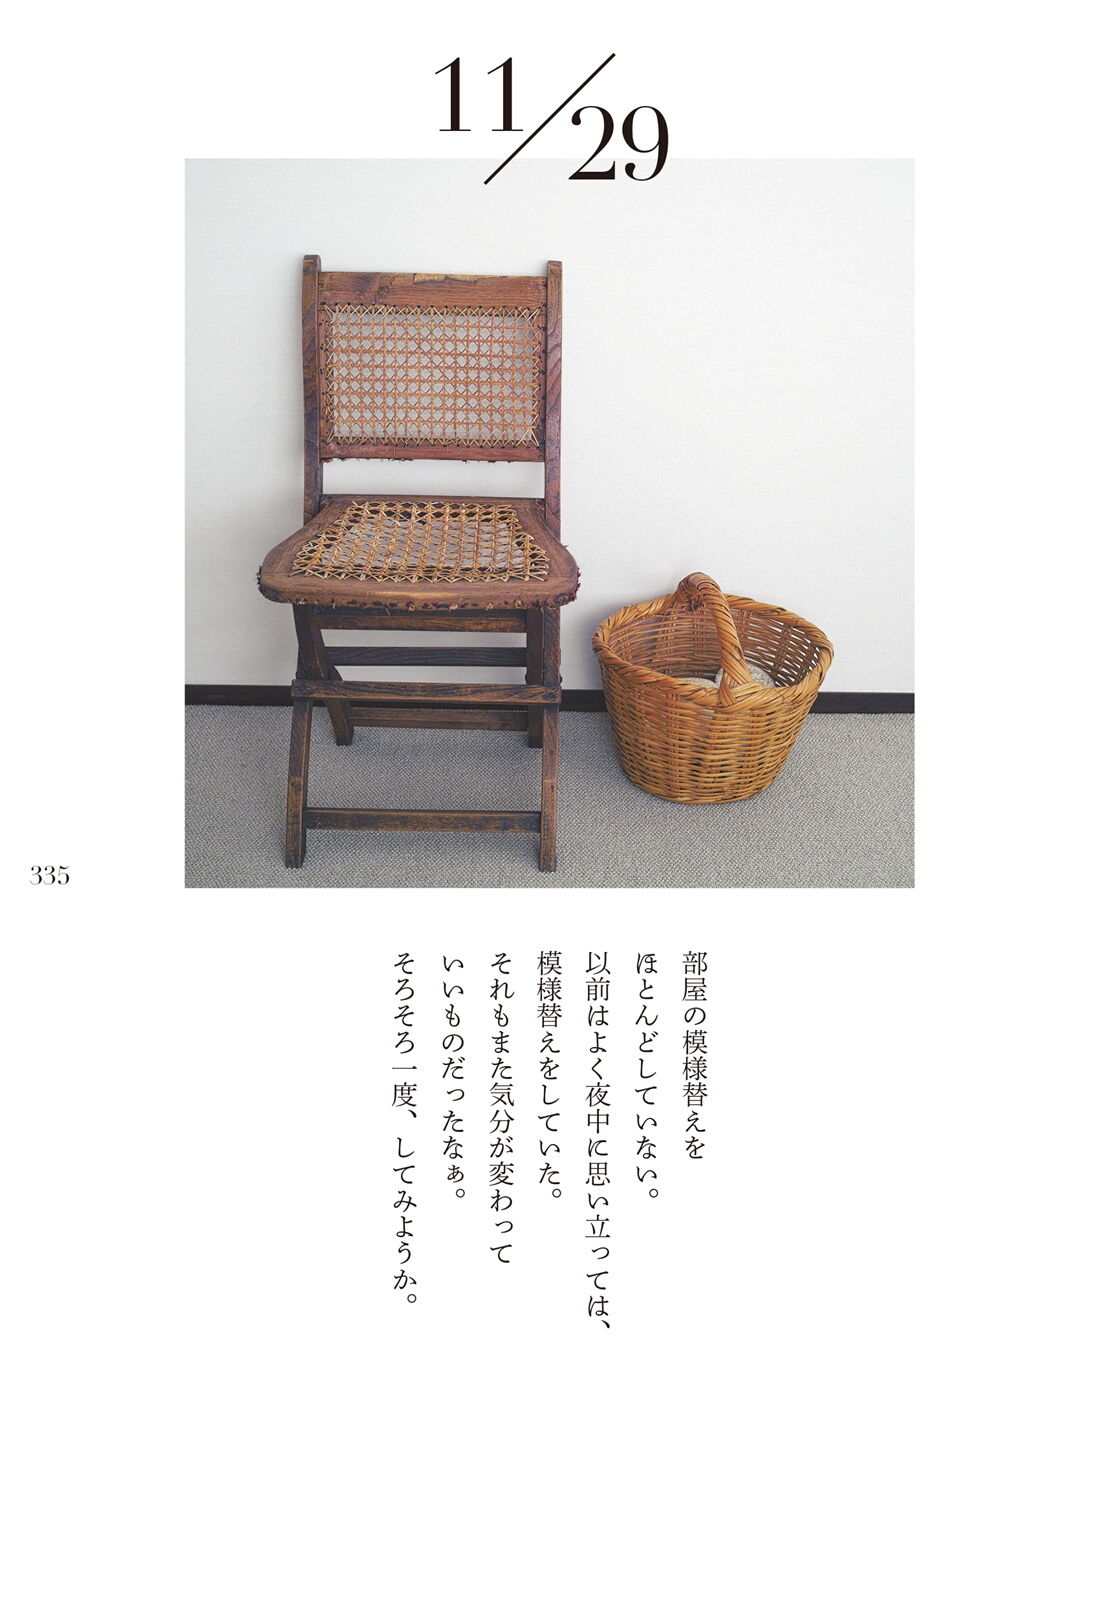 11/29
部屋の模様替えを
ほとんどしていない。
以前はよく夜中に思い立っては、
模様替えをしていた。
それもまた気分が変わって
いいものだったなぁ。
そろそろ一度、してみようか。
335